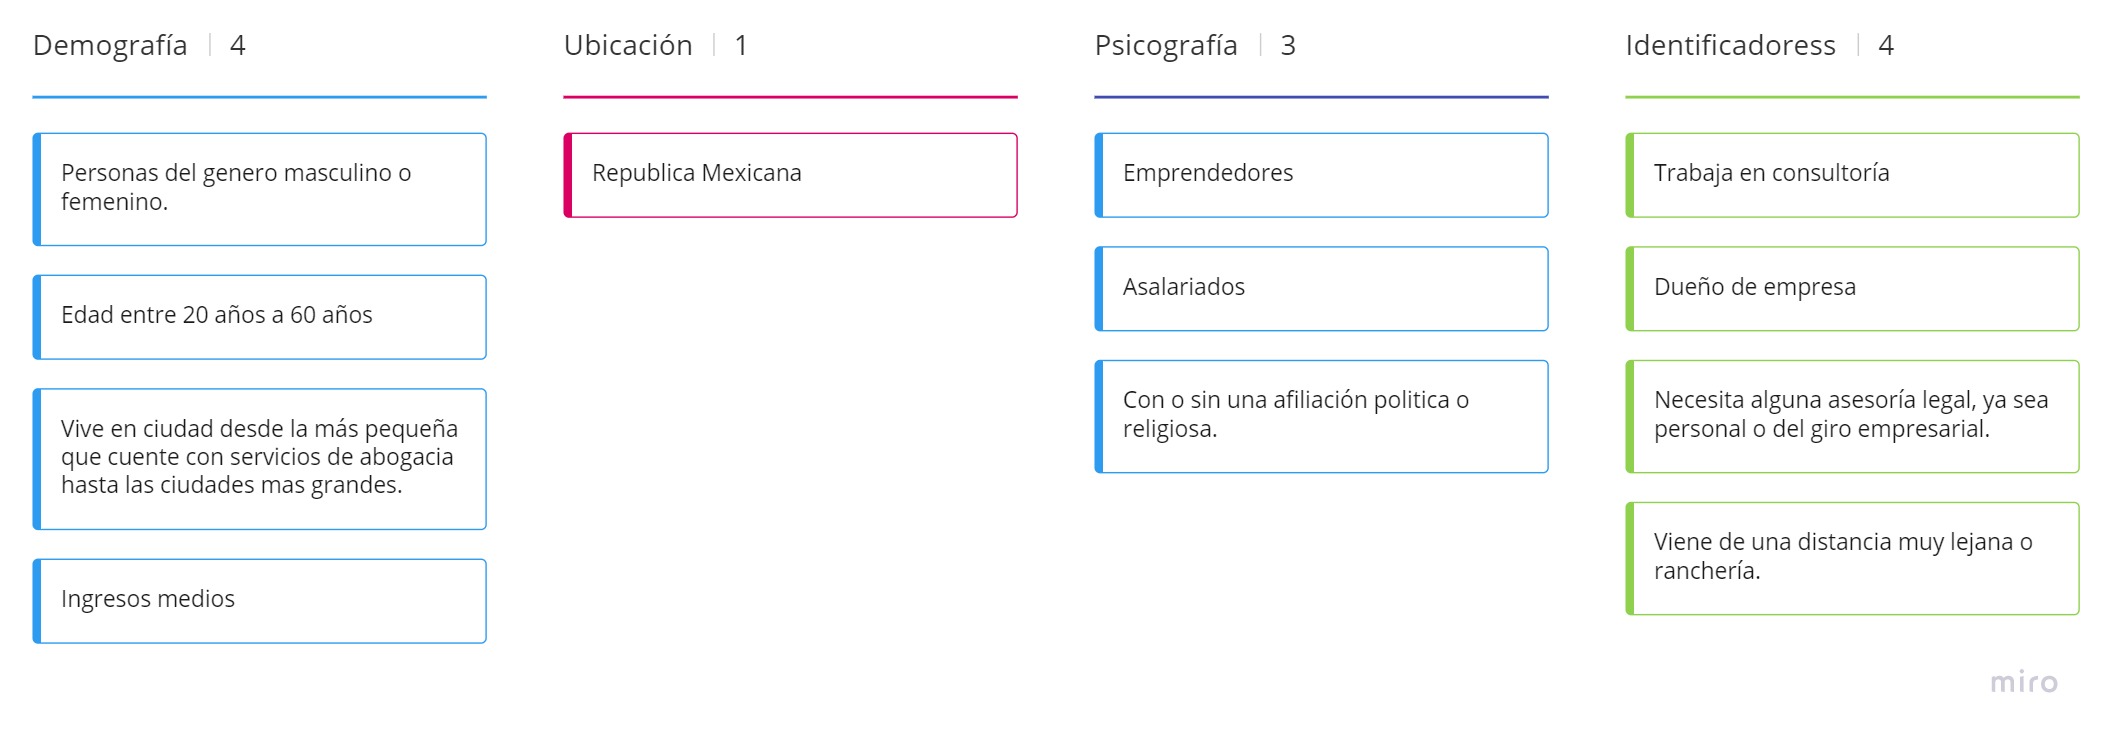 Demografía | 4
Personas del genero masculino o
femenino.
Edad entre 20 años a 60 años
Vive en ciudad desde la más pequeña
que cuente con servicios de abogacia
hasta las ciudades mas grandes.
Ingresos medios
Ubicación | 1
Republica Mexicana
Psicografía | 3
Emprendedores
Asalariados
Con o sin una afiliación politica o
religiosa.
Identificadoress | 4
Trabaja en consultoría
Dueño de empresa
Necesita alguna asesoría legal, ya sea
personal o del giro empresarial.
Viene de una distancia muy lejana o
ranchería.
miro